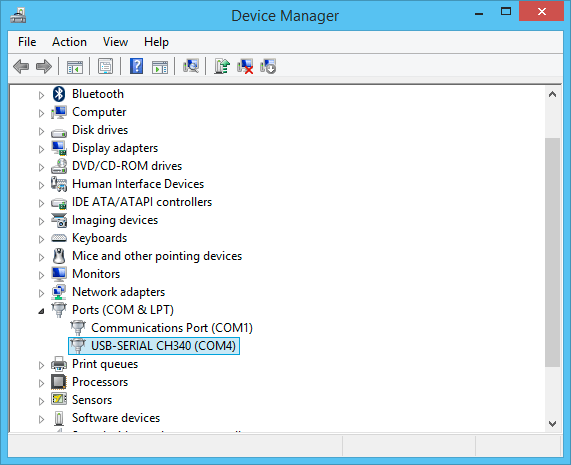 Device Manager
File Action View Help
Bluetooth
Computer
Disk drives
Display adapters
DVD/CD-ROM drives
Human Interface Devices
IDE ATA/ATAPI controllers
Imaging devices
Keyboards
Mice and other pointing devices
Monitors
Network adapters
Ports (COM & LPT)
Communications Port (COM1)
USB-SERIAL CH340 (COM4)
Print queues
Processors
Sensors
Software devices